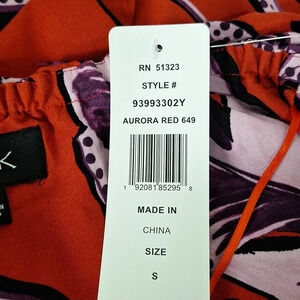 RN 51323
STYLE #
93993302Y
AURORA RED 649
1 92081 85295 8
MADE IN
CHINA
SIZE
S
K